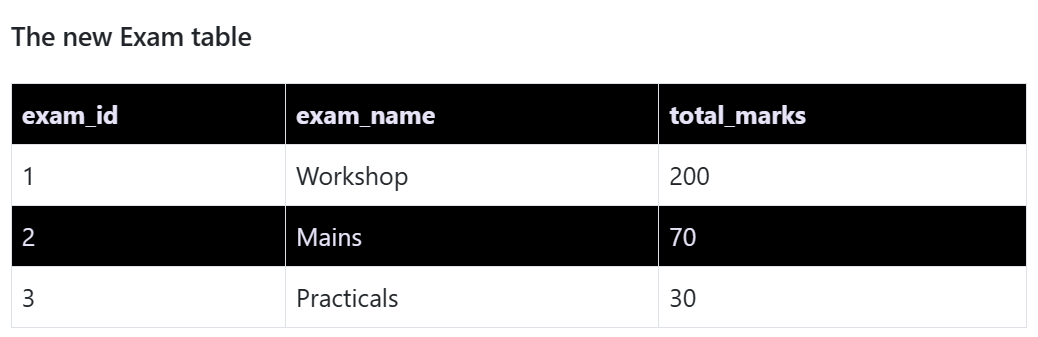 The new Exam table
exam_id exam_name total_marks
1 Workshop 200
2 Mains 70
3 Practicals 30